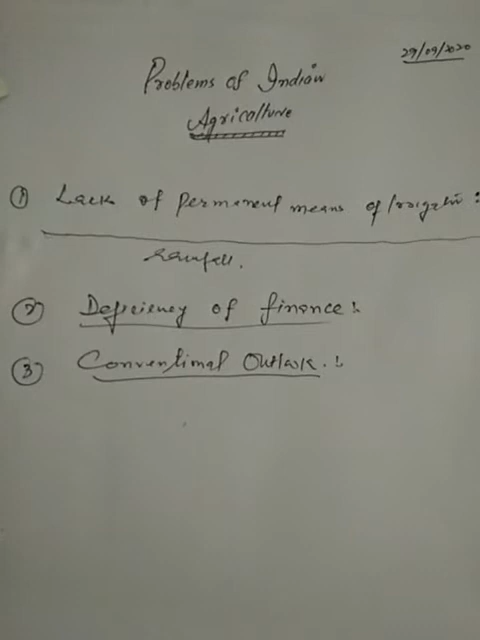 29/09/2020
Problems of Indian
Agriculture
① Lack of permanent means of Irrigation :
rainfall.
② Deficiency of finance :
③ Conventional Outlook. :